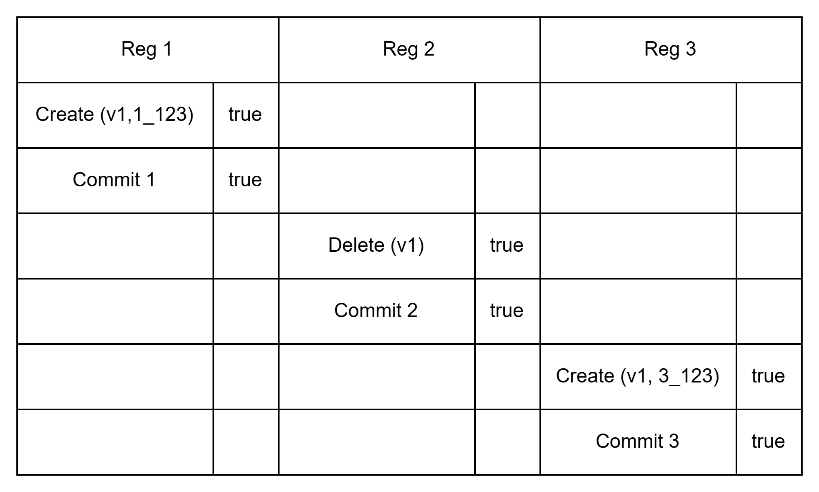 Reg 1 Reg 2 Reg 3
Create (v1,1_123) true
Commit 1 true
Delete (v1) true
Commit 2 true
Create (v1, 3_123) true
Commit 3 true